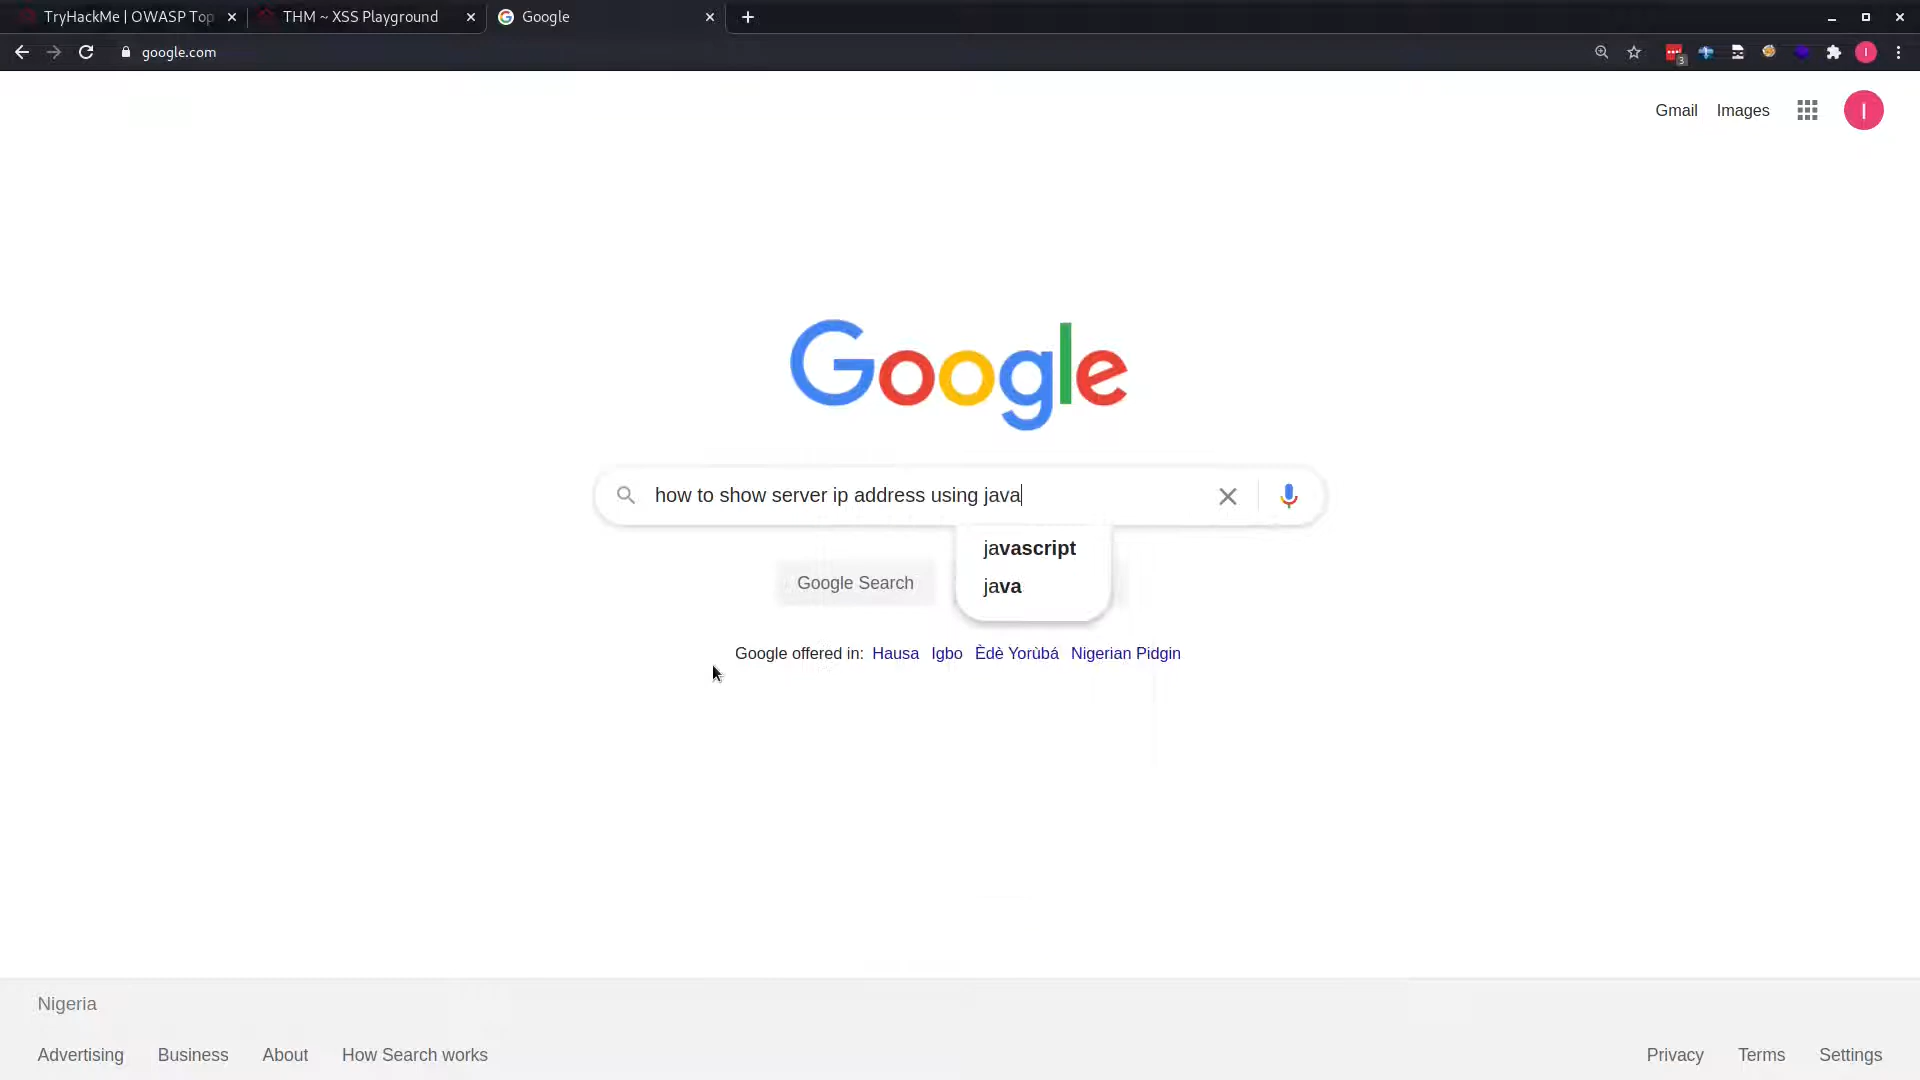 TryHackMe | OWASP Top
THM ~ XSS Playground
Google
google.com
3
I
Gmail
Images
I
Google
how to show server ip address using java
javascript
java
Google Search
Google offered in: Hausa Igbo Èdè Yorùbá Nigerian Pidgin
Nigeria
Advertising
Business
About
How Search works
Privacy
Terms
Settings